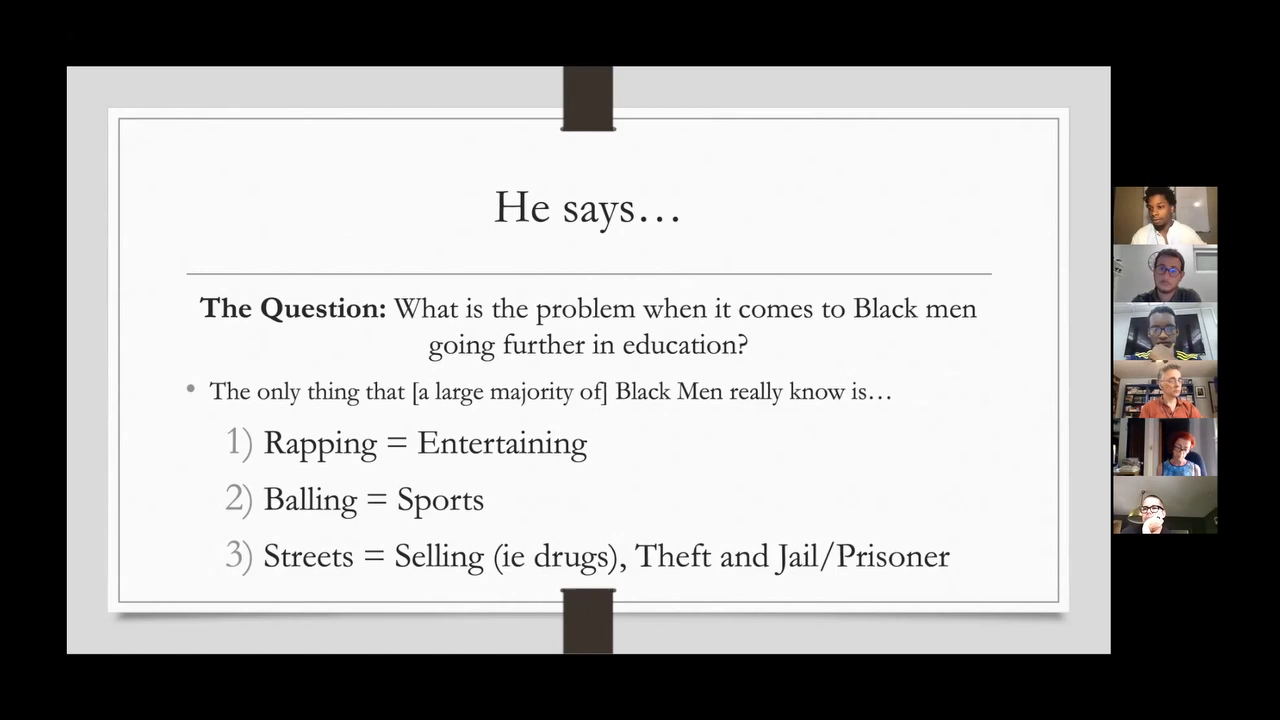 He says…
The Question: What is the problem when it comes to Black men
going further in education?
• The only thing that [a large majority of] Black Men really know is…
1) Rapping = Entertaining
2) Balling = Sports
3) Streets = Selling (ie drugs), Theft and Jail/Prisoner